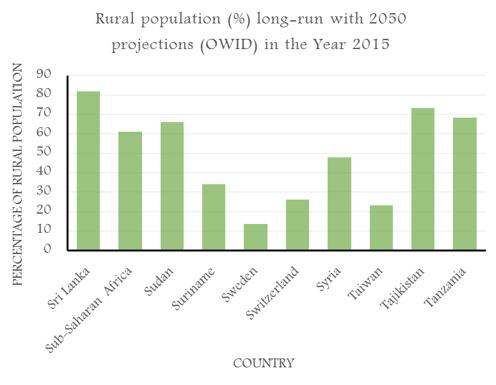 Rural population (%) long-run with 2050
projections (OWID) in the Year 2015
PERCENTAGE OF RURAL POPULATION
90
80
70
60
50
40
30
20
10
0
Sri Lanka
Sub-Saharan Africa
Sudan
Suriname
Sweden
Switzerland
Syria
Taiwan
Tajikistan
Tanzania
COUNTRY